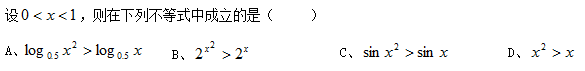 设0 < x < 1，则在下列不等式中成立的是（　　）
A、log₀.₅ x² > log₀.₅ x　B、2^{x²} > 2^x　C、sin x² > sin x　D、x² > x